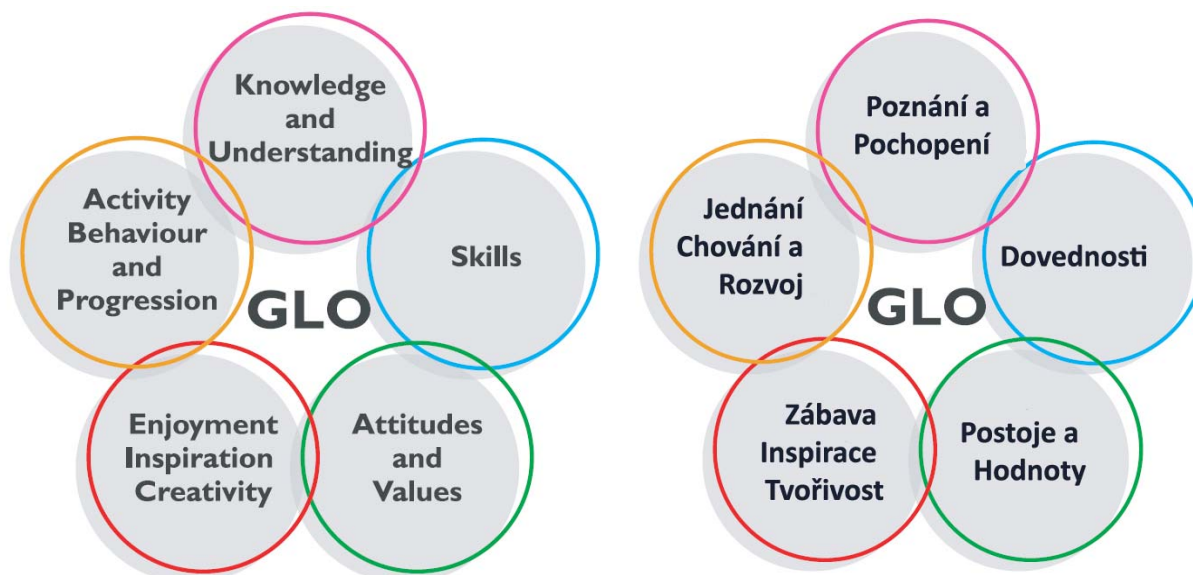 Knowledge
and
Understanding
Skills
Attitudes
and
Values
Enjoyment
Inspiration
Creativity
Activity
Behaviour
and
Progression
GLO
Poznání a
Pochopení
Dovednosti
Postoje a
Hodnoty
Zábava
Inspirace
Tvořivost
Jednání
Chování a
Rozvoj
GLO